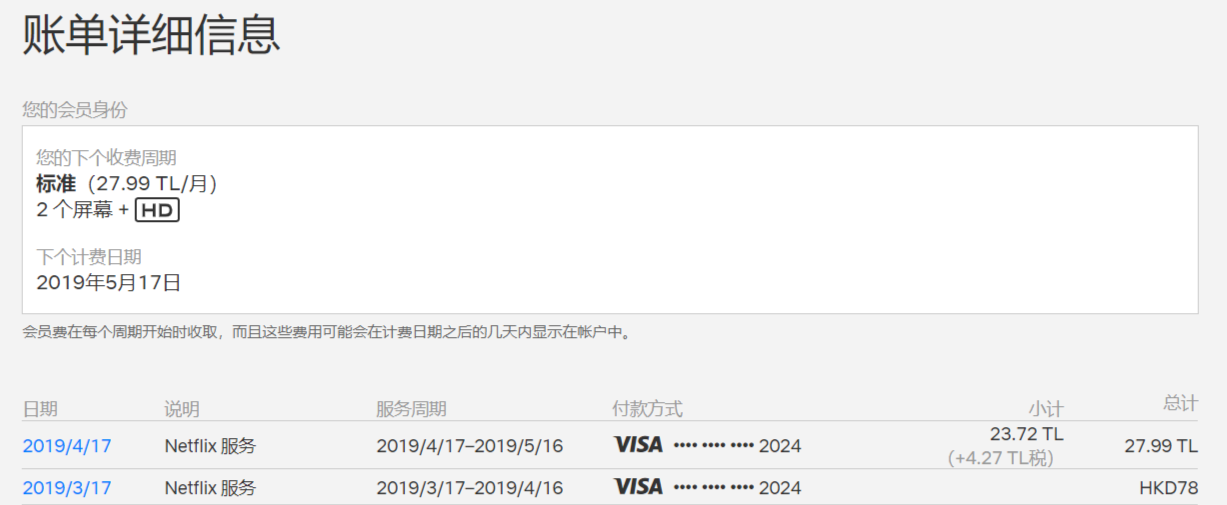 账单详细信息
您的会员身份
您的下个收费周期
标准（27.99 TL/月）
2 个屏幕 + HD
下个计费日期
2019年5月17日
会员费在每个周期开始时收取，而且这些费用可能会在计费日期之后的几天内显示在帐户中。
日期 说明 服务周期 付款方式 小计 总计
2019/4/17 Netflix 服务 2019/4/17–2019/5/16 VISA •••• •••• •••• 2024 23.72 TL 27.99 TL
(+4.27 TL税)
2019/3/17 Netflix 服务 2019/3/17–2019/4/16 VISA •••• •••• •••• 2024 HKD78